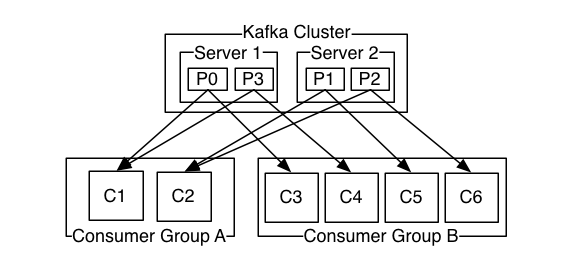 Kafka Cluster
Server 1 Server 2
P0 P3 P1 P2
C1 C2 C3 C4 C5 C6
Consumer Group A Consumer Group B